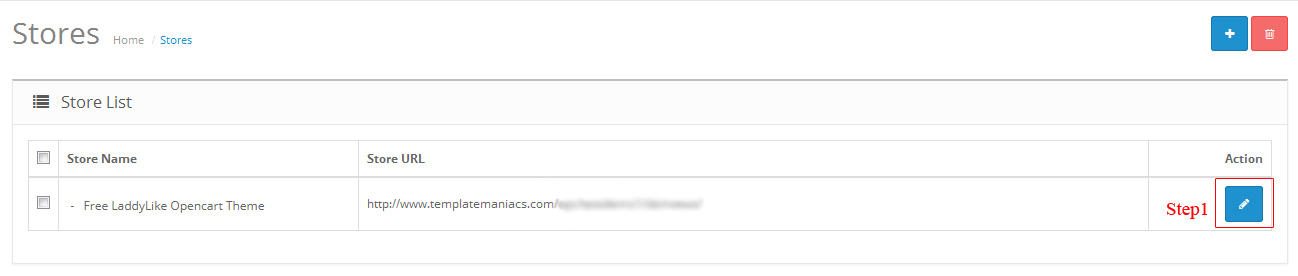 Stores Home / Stores
Store List
Store Name Store URL Action
- Free LaddyLike Opencart Theme http://www.templatemaniacs.com/ Step1